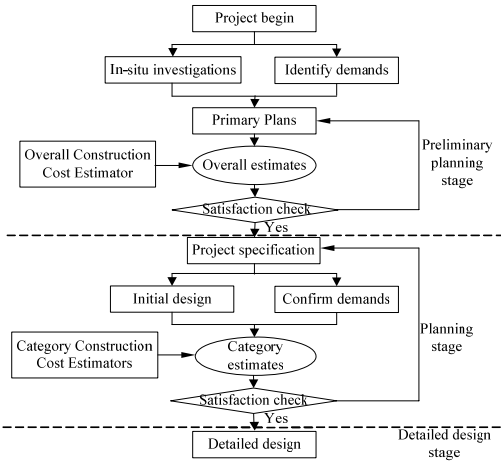 Project begin
In-situ investigations
Identify demands
Primary Plans
Overall Construction
Cost Estimator
Overall estimates
Preliminary
planning
stage
Satisfaction check
Yes
Project specification
Initial design
Confirm demands
Category Construction
Cost Estimators
Category
estimates
Planning
stage
Satisfaction check
Yes
Detailed design
Detailed design
stage